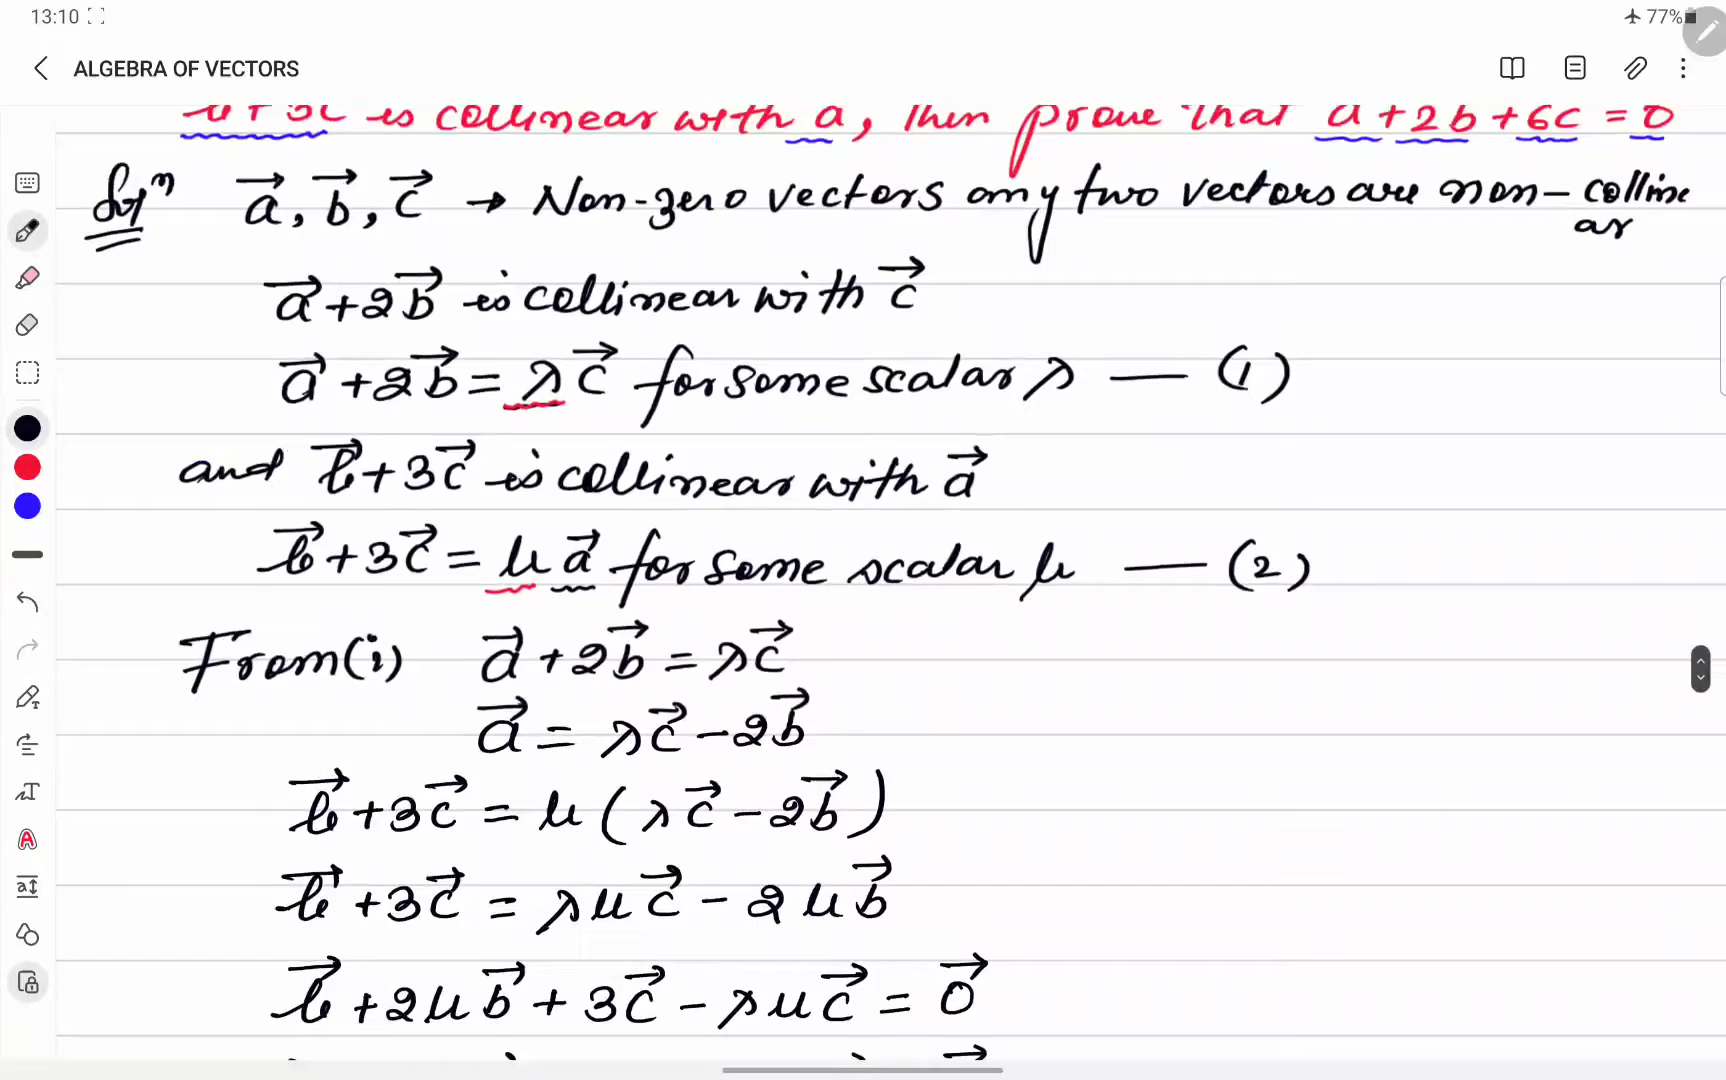 13:10
77%
ALGEBRA OF VECTORS
b + 3c is collinear with a, then prove that a + 2b + 6c = 0
Solⁿ a⃗, b⃗, c⃗ → Non-zero vectors any two vectors are non-collinear
a⃗ + 2b⃗ is collinear with c⃗
a⃗ + 2b⃗ = λc⃗ for some scalar λ — (1)
and b⃗ + 3c⃗ is collinear with a⃗
b⃗ + 3c⃗ = μa⃗ for some scalar μ — (2)
From (i) a⃗ + 2b⃗ = λc⃗
a⃗ = λc⃗ - 2b⃗
b⃗ + 3c⃗ = μ(λc⃗ - 2b⃗)
b⃗ + 3c⃗ = λμc⃗ - 2μb⃗
b⃗ + 2μb⃗ + 3c⃗ - λμc⃗ = 0⃗